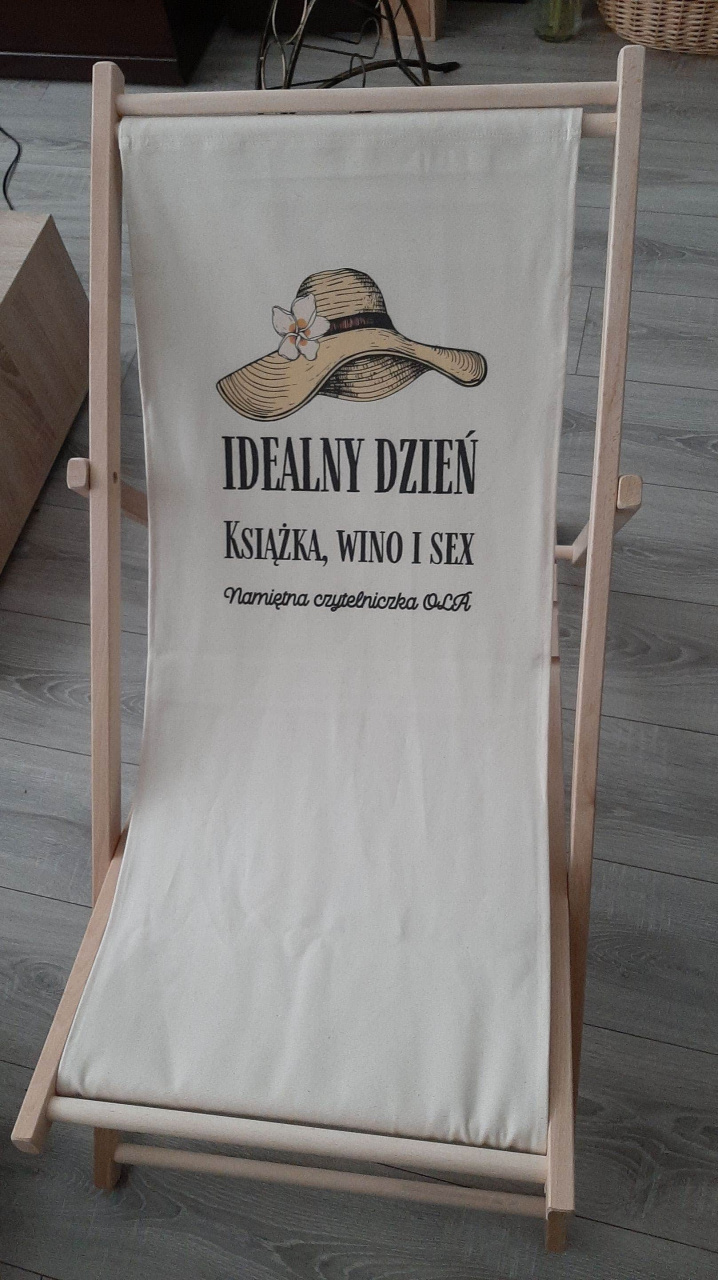 IDEALNY DZIEŃ
KSIĄŻKA, WINO I SEX
Namiętna czytelniczka OLA